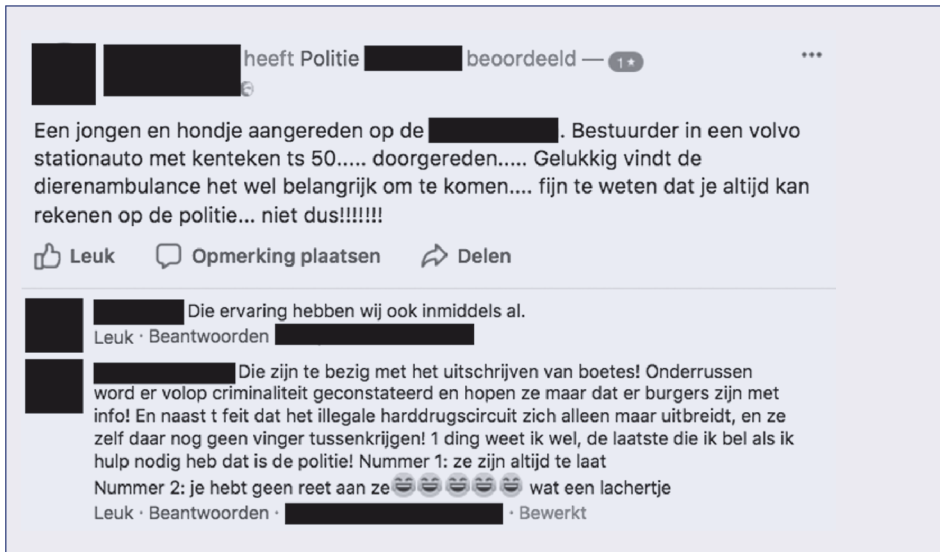 heeft Politie beoordeeld — 1★
Een jongen en hondje aangereden op de . Bestuurder in een volvo
stationauto met kenteken ts 50..... doorgereden..... Gelukkig vindt de
dierenambulance het wel belangrijk om te komen.... fijn te weten dat je altijd kan
rekenen op de politie... niet dus!!!!!!!
Leuk Opmerking plaatsen Delen
Die ervaring hebben wij ook inmiddels al.
Leuk · Beantwoorden
Die zijn te bezig met het uitschrijven van boetes! Onderrussen
word er volop criminaliteit geconstateerd en hopen ze maar dat er burgers zijn met
info! En naast t feit dat het illegale harddrugscircuit zich alleen maar uitbreidt, en ze
zelf daar nog geen vinger tussenkrijgen! 1 ding weet ik wel, de laatste die ik bel als ik
hulp nodig heb dat is de politie! Nummer 1: ze zijn altijd te laat
Nummer 2: je hebt geen reet aan ze😄😄😄😄😄 wat een lachertje
Leuk · Beantwoorden · · Bewerkt